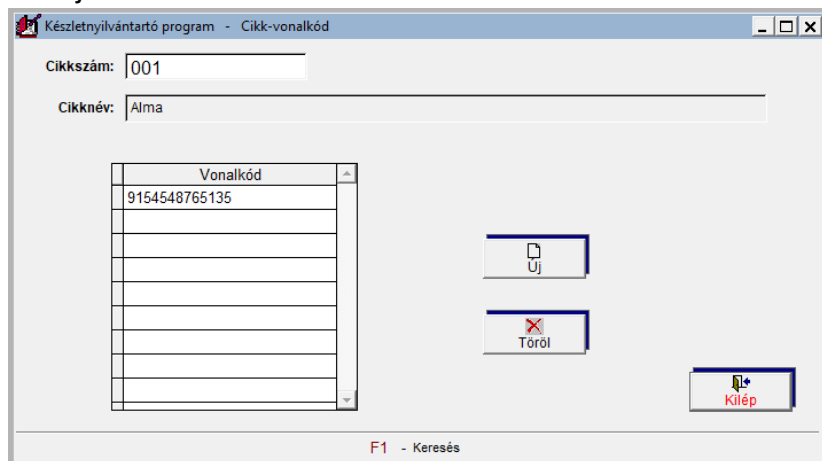 Készletnyilvántartó program - Cikk-vonalkód
Cikkszám: 001
Cikknév: Alma
Vonalkód
9154548765135
Új
Töröl
Kilép
F1 - Keresés